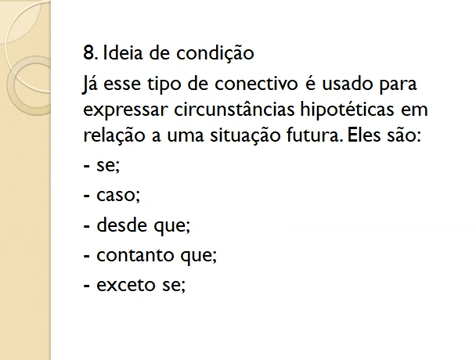 8. Ideia de condição
Já esse tipo de conectivo é usado para
expressar circunstâncias hipotéticas em
relação a uma situação futura. Eles são:
- se;
- caso;
- desde que;
- contanto que;
- exceto se;